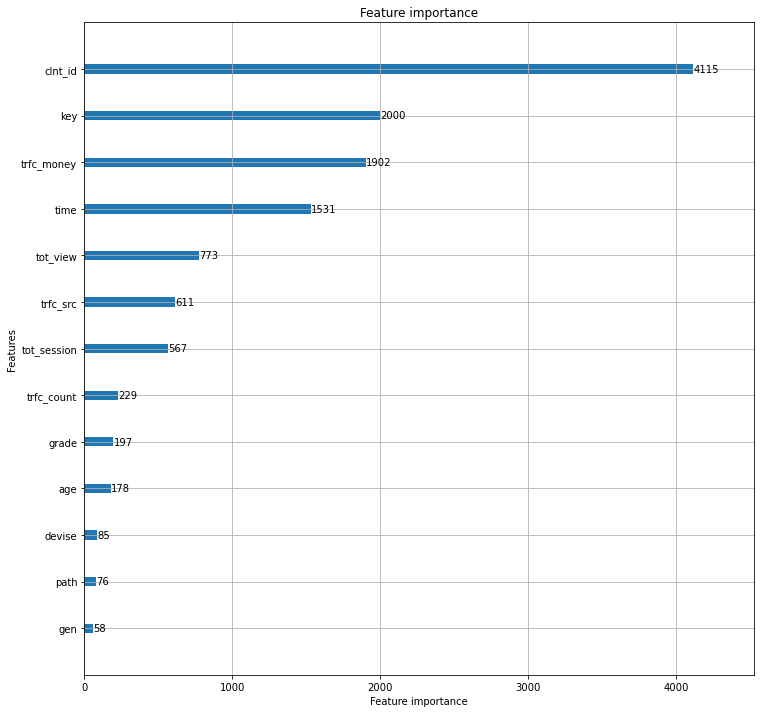 Feature importance
clnt_id 4115
key 2000
trfc_money 1902
time 1531
tot_view 773
trfc_src 611
tot_session 567
trfc_count 229
grade 197
age 178
devise 85
path 76
gen 58
Features
0 1000 2000 3000 4000
Feature importance